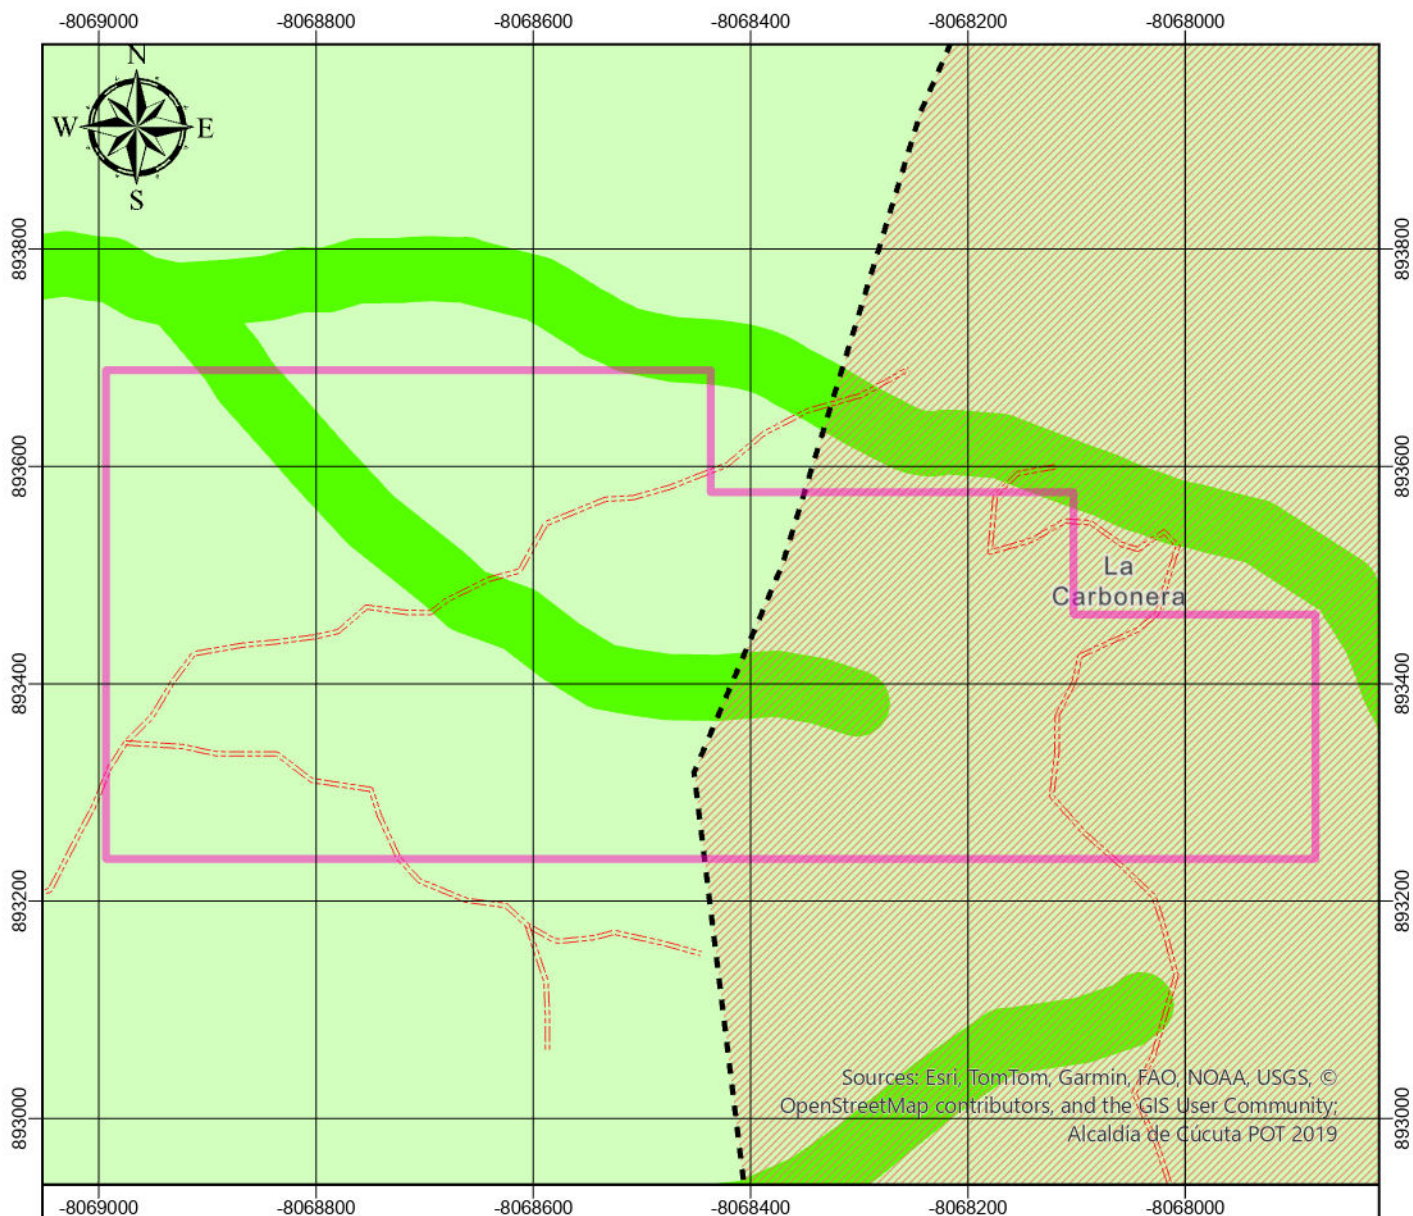 -8069000 -8068800 -8068600 -8068400 -8068200 -8068000
N
W E
S
893800 893800
893600 893600
La
Carbonera
893400 893400
893200 893200
Sources: Esri, TomTom, Garmin, FAO, NOAA, USGS, ©
OpenStreetMap contributors, and the GIS User Community;
893000 893000
Alcaldía de Cúcuta POT 2019
-8069000 -8068800 -8068600 -8068400 -8068200 -8068000